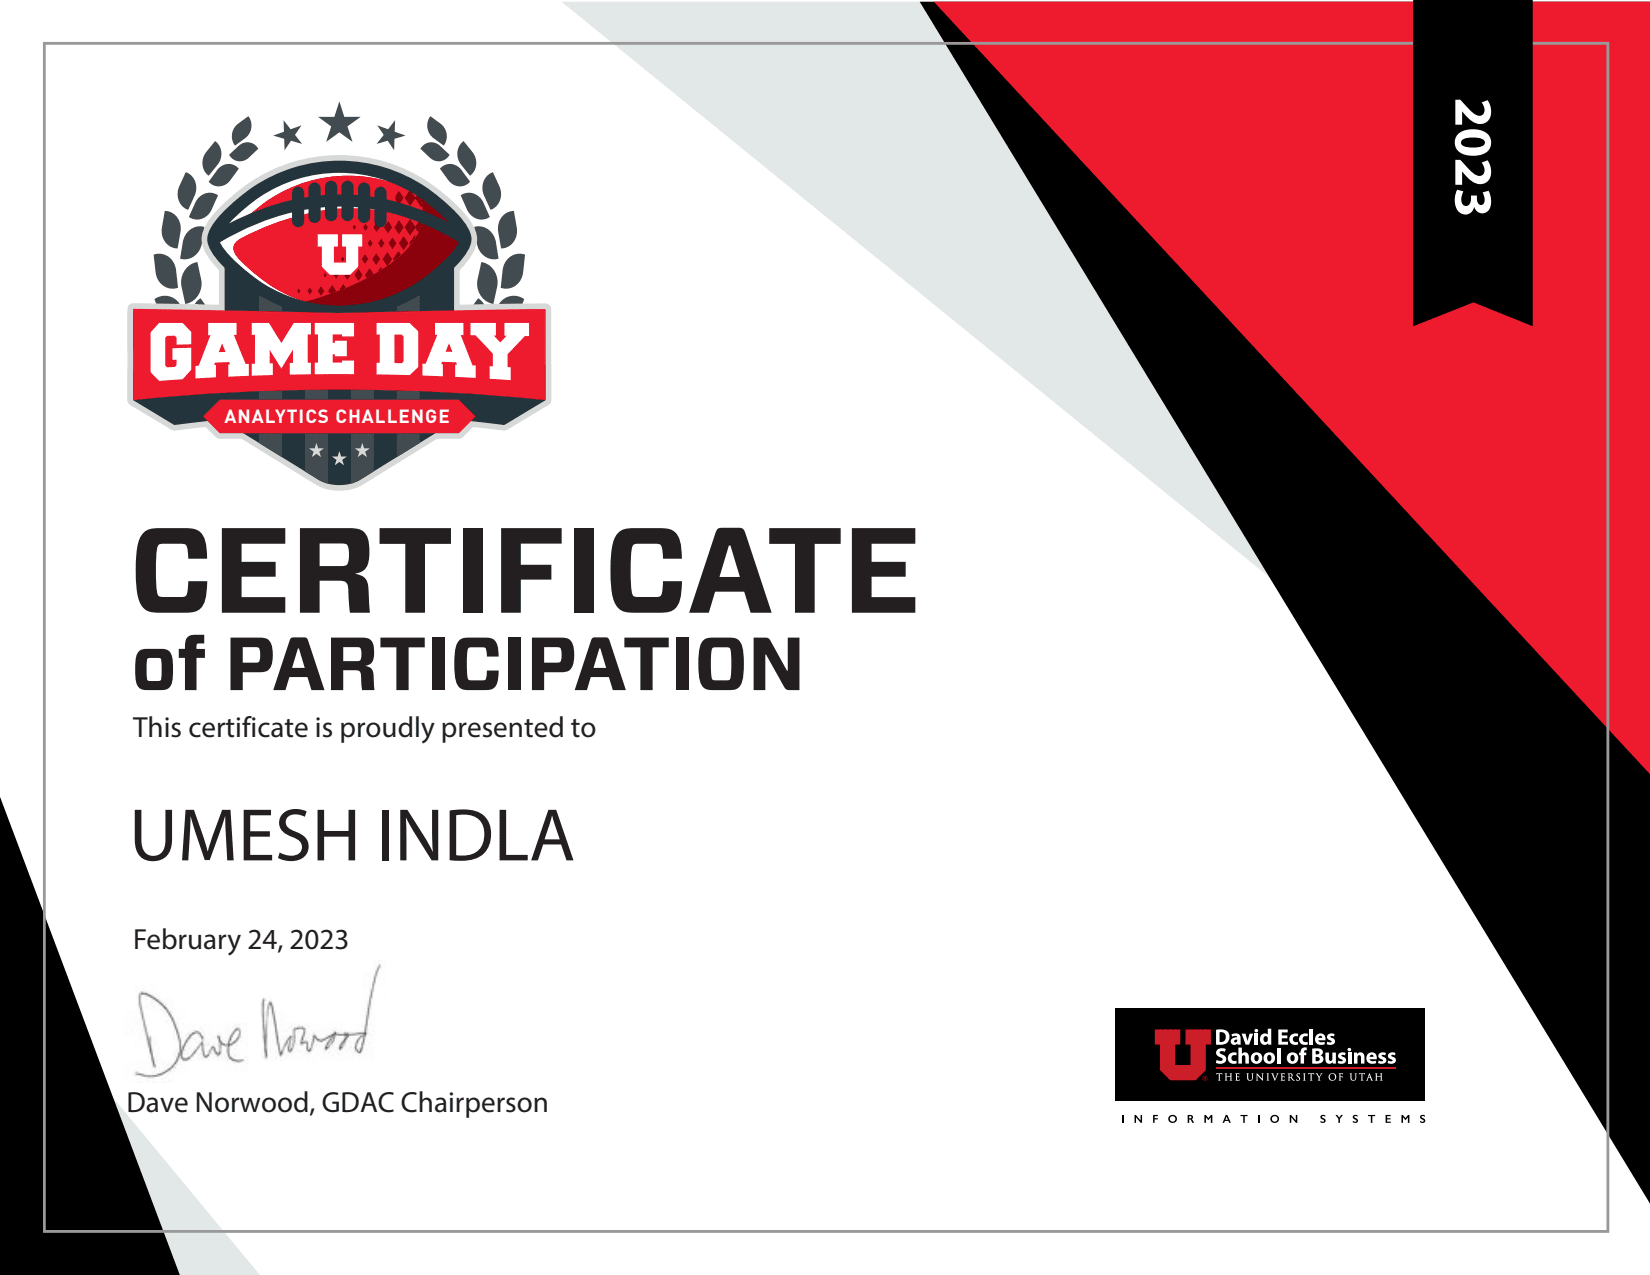 2023
U
GAME DAY
ANALYTICS CHALLENGE
CERTIFICATE
of PARTICIPATION
This certificate is proudly presented to
UMESH INDLA
February 24, 2023
Dave Norwood
Dave Norwood, GDAC Chairperson
U David Eccles
School of Business
THE UNIVERSITY OF UTAH
INFORMATION SYSTEMS